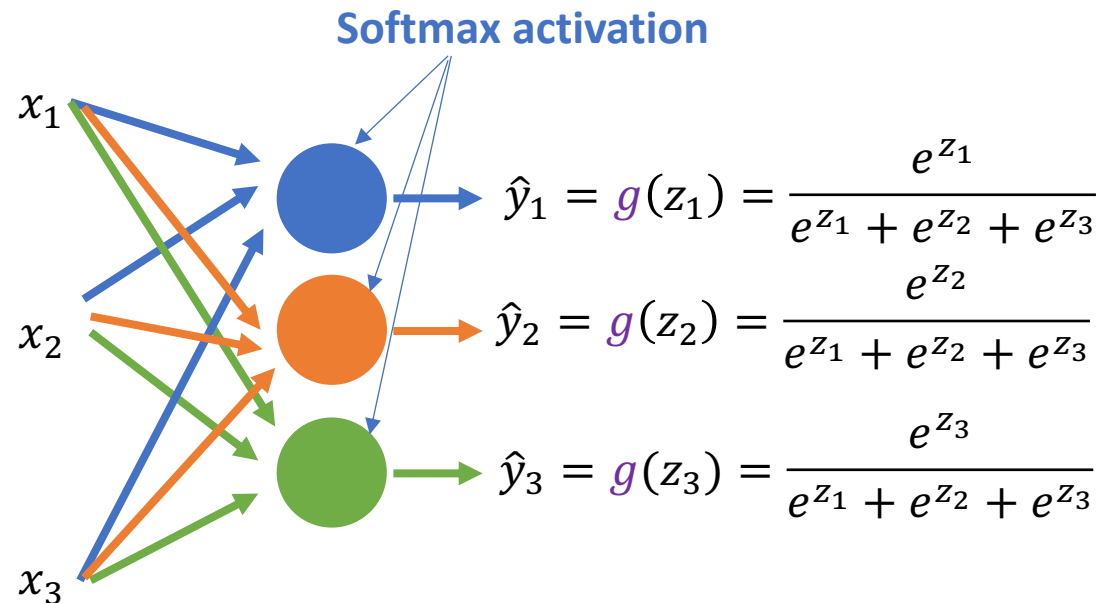 Softmax activation
x₁
ŷ₁ = g(z₁) = e^{z₁} / (e^{z₁} + e^{z₂} + e^{z₃})
x₂
ŷ₂ = g(z₂) = e^{z₂} / (e^{z₁} + e^{z₂} + e^{z₃})
ŷ₃ = g(z₃) = e^{z₃} / (e^{z₁} + e^{z₂} + e^{z₃})
x₃